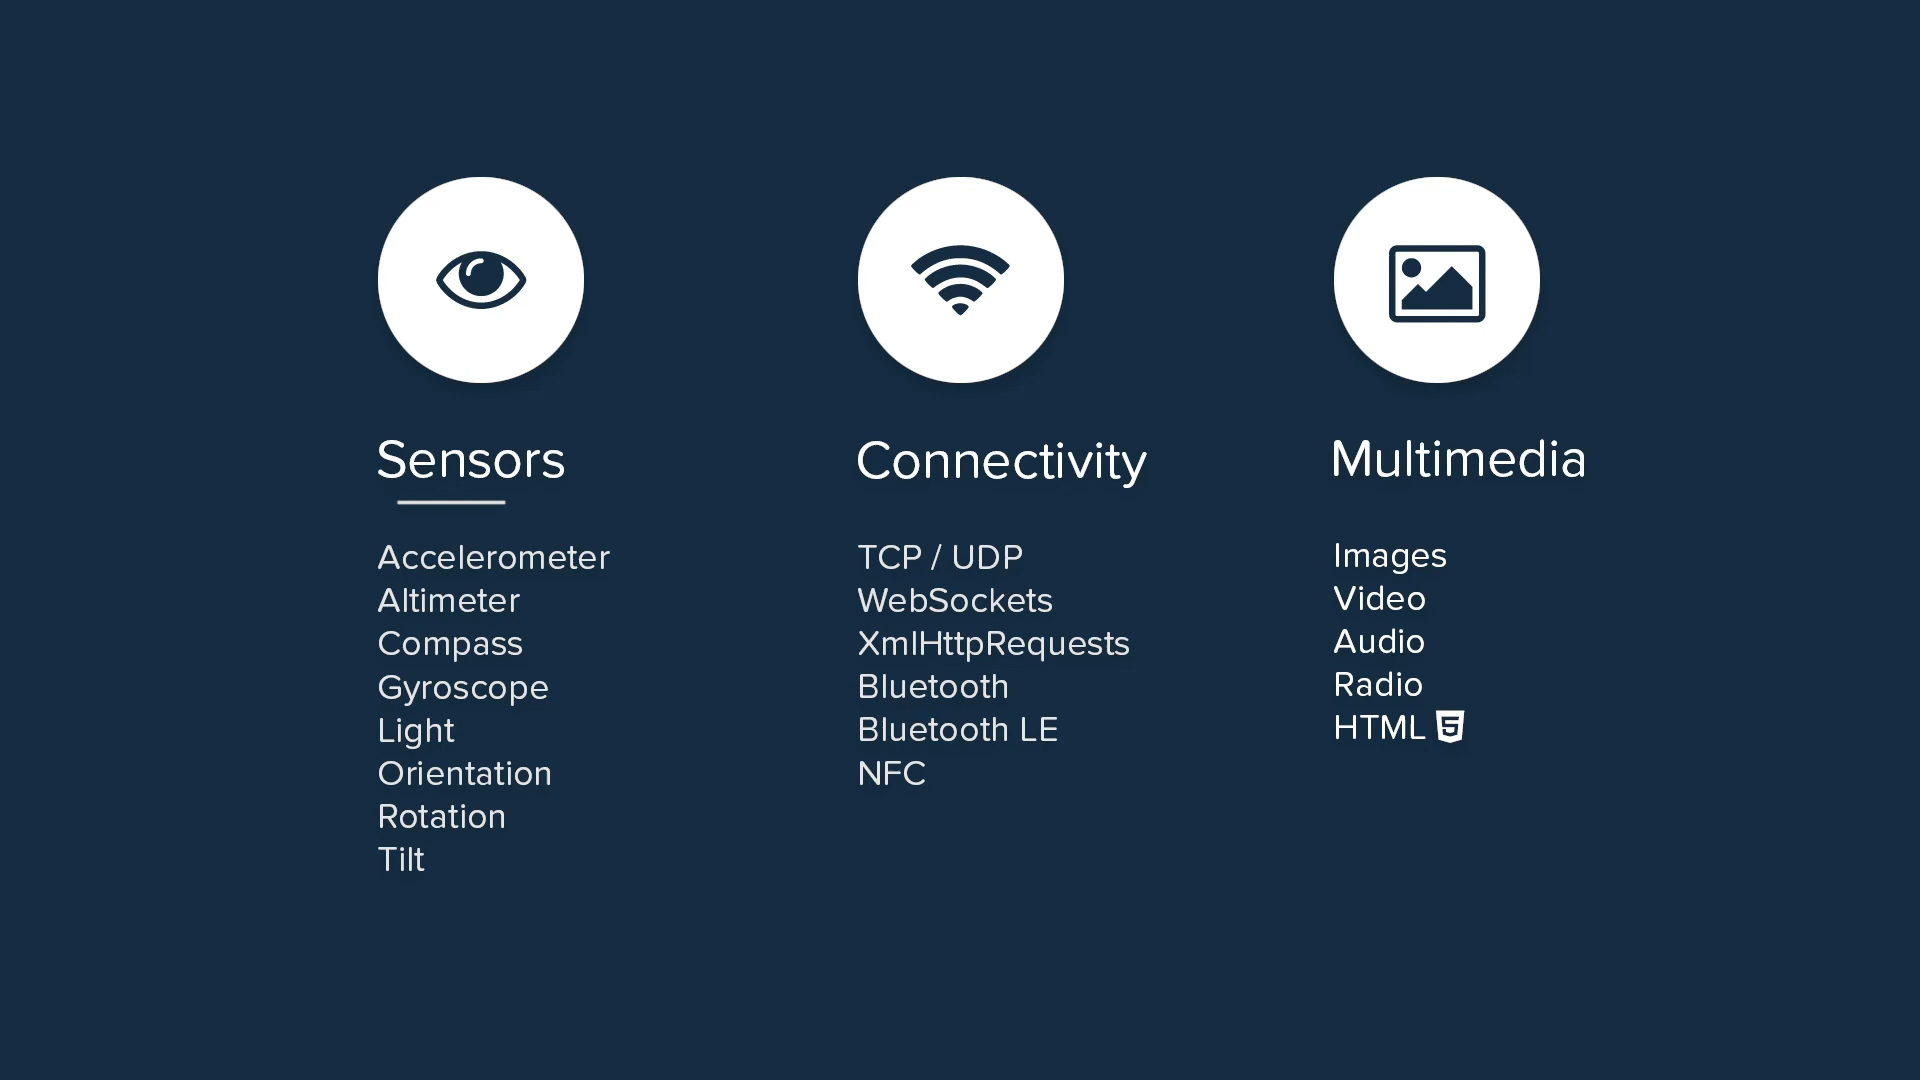 Sensors
Accelerometer
Altimeter
Compass
Gyroscope
Light
Orientation
Rotation
Tilt
Connectivity
TCP / UDP
WebSockets
XmlHttpRequests
Bluetooth
Bluetooth LE
NFC
Multimedia
Images
Video
Audio
Radio
HTML 5